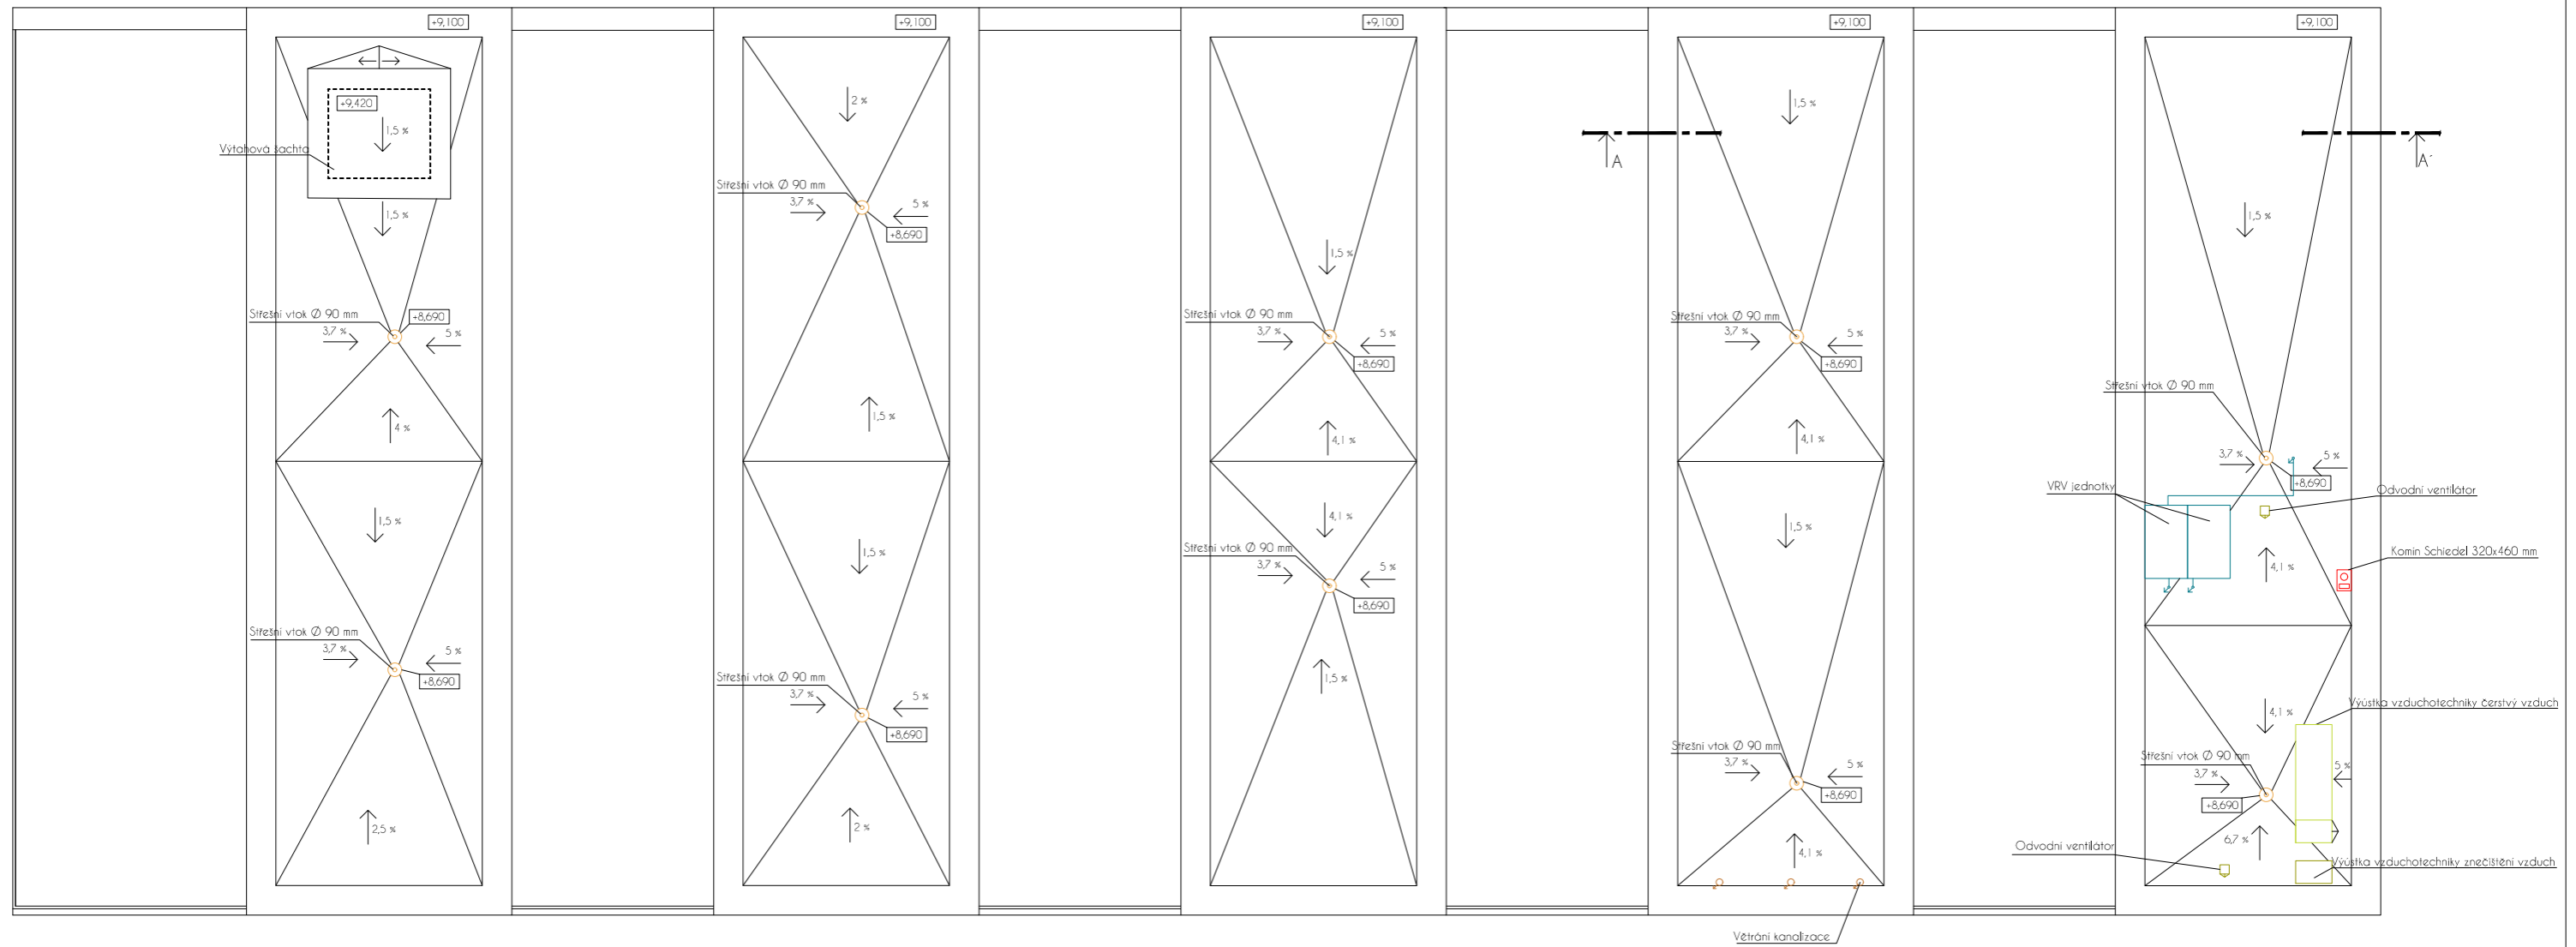 +9,100
+9,100
+9,100
+9,100
+9,100
+9,420
1,5 %
Výtahová šachta
1,5 %
Střešní vtok Ø 90 mm
+8,690
3,7 %
5 %
4 %
1,5 %
Střešní vtok Ø 90 mm
3,7 %
5 %
+8,690
2,5 %
2 %
Střešní vtok Ø 90 mm
3,7 %
5 %
+8,690
1,5 %
1,5 %
Střešní vtok Ø 90 mm
3,7 %
5 %
+8,690
2 %
1,5 %
Střešní vtok Ø 90 mm
3,7 %
5 %
+8,690
4,1 %
4,1 %
Střešní vtok Ø 90 mm
3,7 %
5 %
+8,690
1,5 %
1,5 %
A
Střešní vtok Ø 90 mm
3,7 %
5 %
+8,690
4,1 %
1,5 %
Střešní vtok Ø 90 mm
3,7 %
5 %
+8,690
4,1 %
Větrání kanalizace
A´
1,5 %
Střešní vtok Ø 90 mm
3,7 %
5 %
+8,690
VRV jednotky
Odvodní ventilátor
Komín Schiedel 320x460 mm
4,1 %
Výústka vzduchotechniky čerstvý vzduch
4,1 %
Střešní vtok Ø 90 mm
3,7 %
5 %
+8,690
6,7 %
Odvodní ventilátor
Výústka vzduchotechniky znečištění vzduch